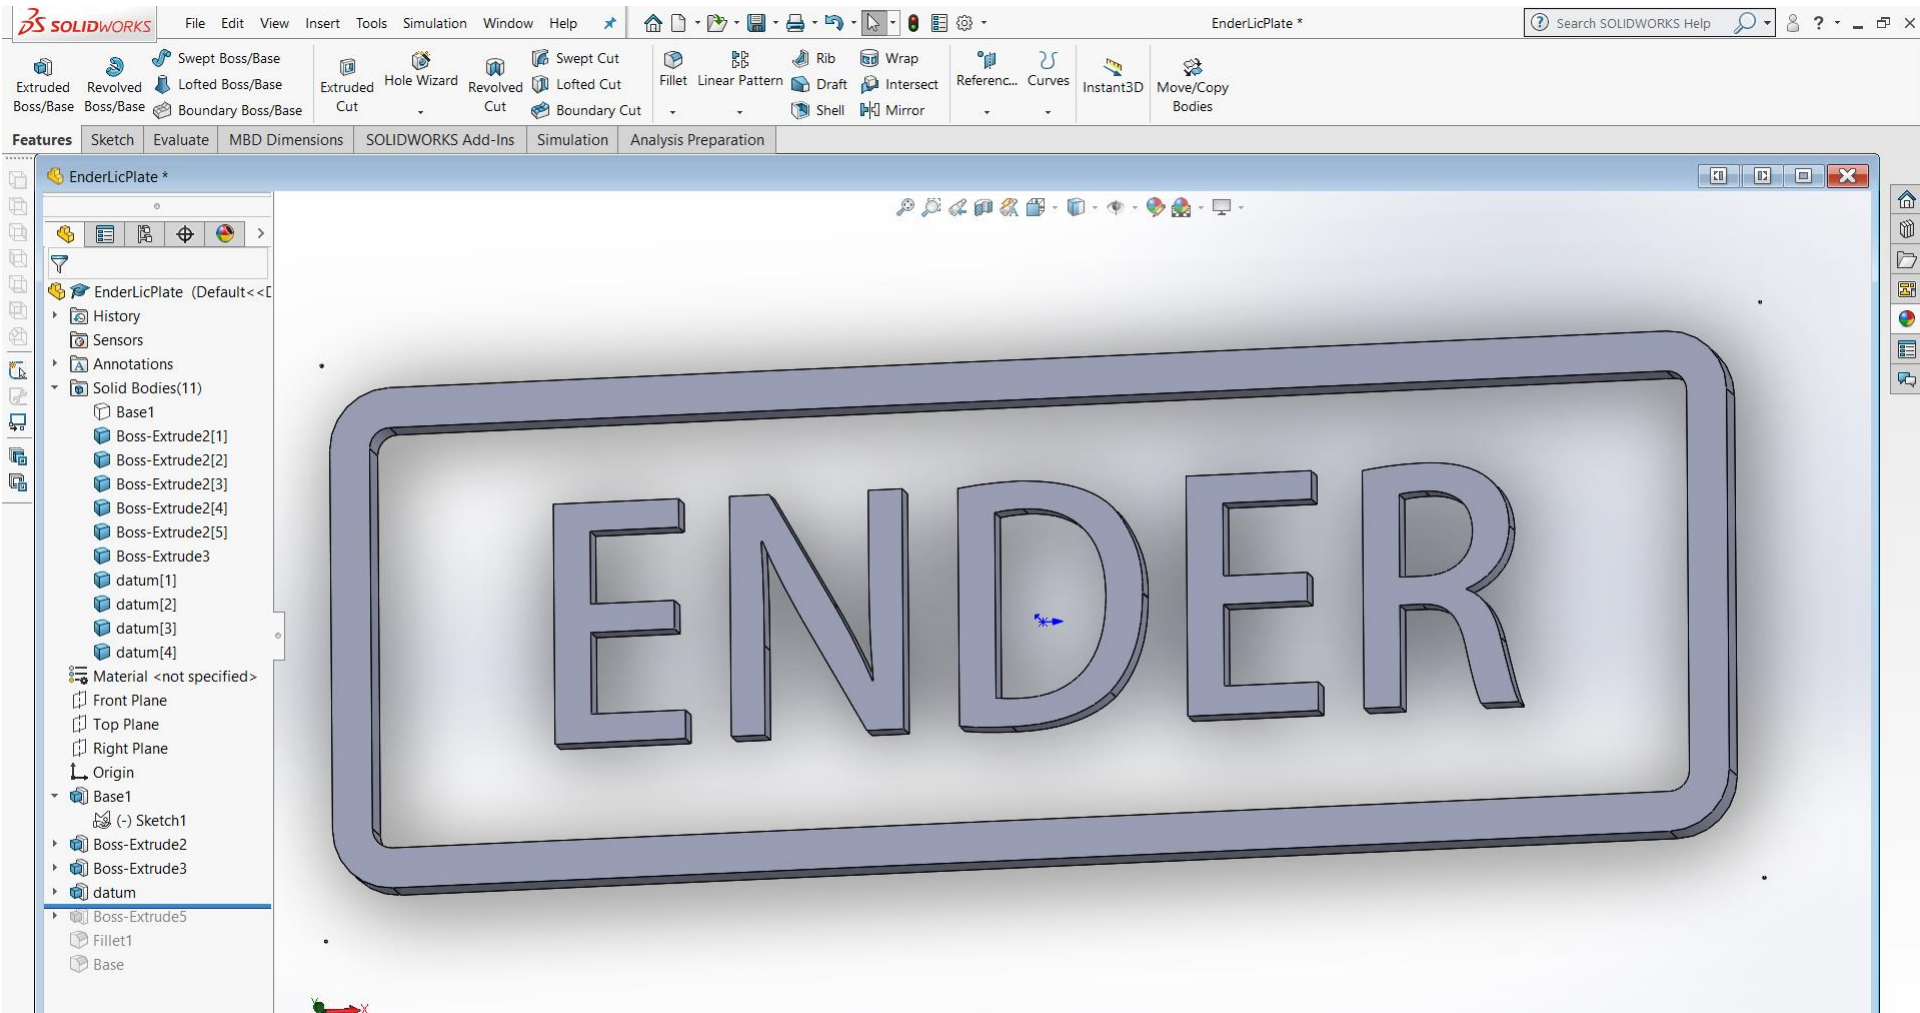 SOLIDWORKS File Edit View Insert Tools Simulation Window Help EnderLicPlate * Search SOLIDWORKS Help ?
Extruded Boss/Base
Revolved Boss/Base
Swept Boss/Base
Lofted Boss/Base
Boundary Boss/Base
Extruded Cut
Hole Wizard
Revolved Cut
Swept Cut
Lofted Cut
Boundary Cut
Fillet
Linear Pattern
Rib
Draft
Shell
Wrap
Intersect
Mirror
Referenc...
Curves
Instant3D
Move/Copy Bodies
Features Sketch Evaluate MBD Dimensions SOLIDWORKS Add-Ins Simulation Analysis Preparation
EnderLicPlate *
EnderLicPlate (Default<<D
History
Sensors
Annotations
Solid Bodies(11)
Base1
Boss-Extrude2[1]
Boss-Extrude2[2]
Boss-Extrude2[3]
Boss-Extrude2[4]
Boss-Extrude2[5]
Boss-Extrude3
datum[1]
datum[2]
datum[3]
datum[4]
Material <not specified>
Front Plane
Top Plane
Right Plane
Origin
Base1
(-) Sketch1
Boss-Extrude2
Boss-Extrude3
datum
Boss-Extrude5
Fillet1
Base
ENDER
Y
X